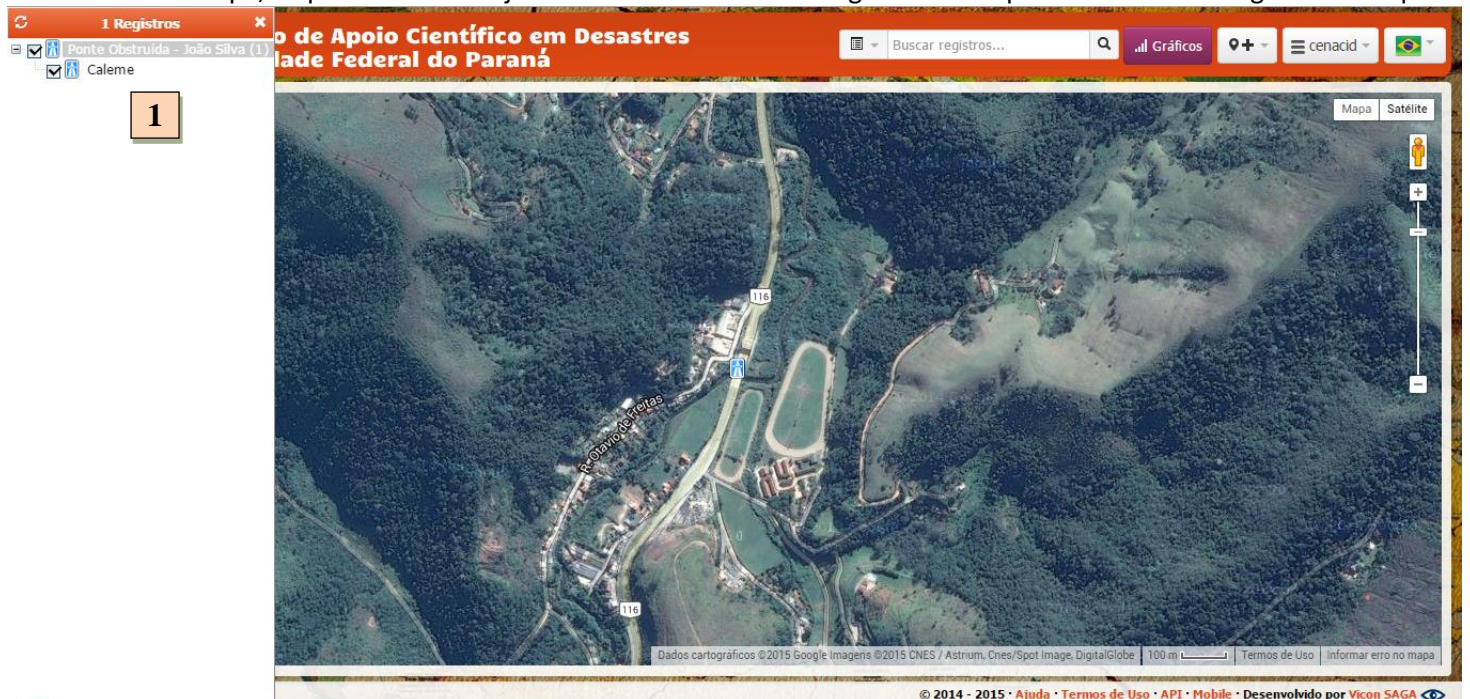 1 Registros
Ponte Obstruída - João Silva (1)
Caleme
1
o de Apoio Científico em Desastres
dade Federal do Paraná
Buscar registros...
Gráficos
cenacid
Mapa Satélite
116
R. Otavio de Freitas
116
Dados cartográficos ©2015 Google Imagens ©2015 CNES / Astrium, Cnes/Spot Image, DigitalGlobe 100 m Termos de Uso Informar erro no mapa
© 2014 - 2015 · Ajuda · Termos de Uso · API · Mobile · Desenvolvido por Vicon SAGA